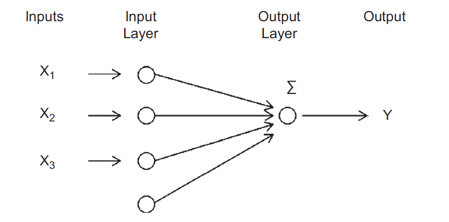 Inputs Input Output Output
Layer Layer
Σ
X1
X2 Y
X3